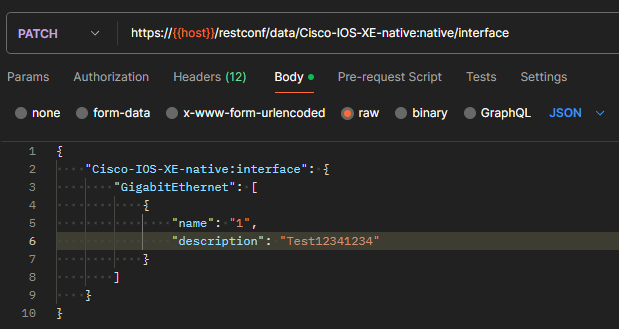 PATCH https://{{host}}/restconf/data/Cisco-IOS-XE-native:native/interface
Params Authorization Headers (12) Body Pre-request Script Tests Settings
none form-data x-www-form-urlencoded raw binary GraphQL JSON
1 {
2 "Cisco-IOS-XE-native:interface": {
3 "GigabitEthernet": [
4 {
5 "name": "1",
6 "description": "Test12341234"
7 }
8 ]
9 }
10 }